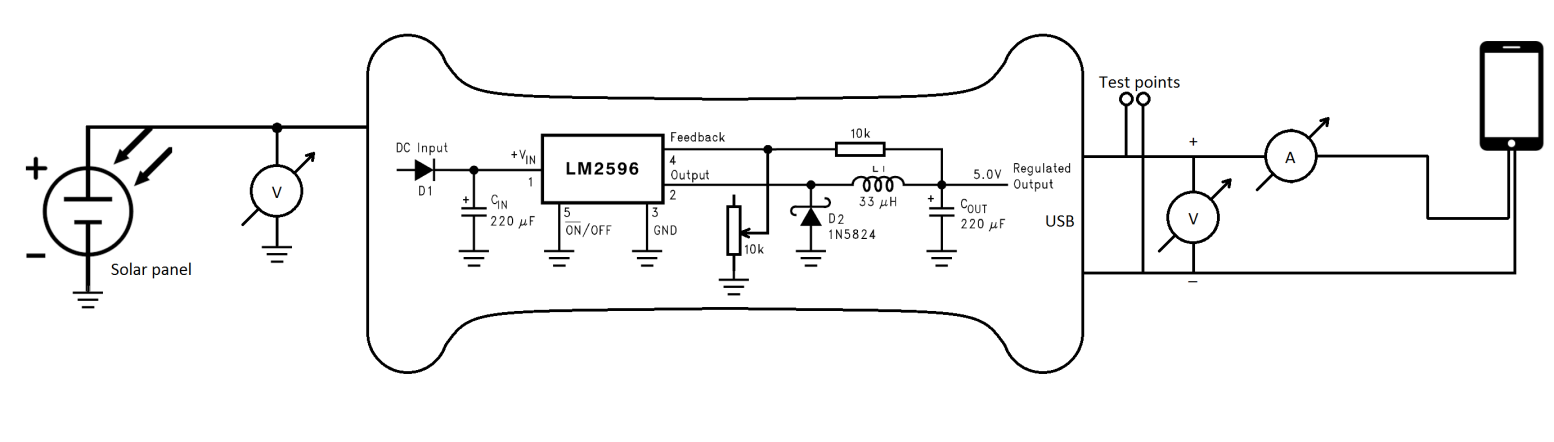 Test points
10k
Feedback
DC Input
+VIN
LM2596
4
Output
L1
5.0V
Regulated
Output
A
+
1
2
D1
V
+
CIN
220 µF
5
ON/OFF
3
GND
33 µH
+
COUT
220 µF
D2
1N5824
10k
USB
V
+
−
Solar panel
−